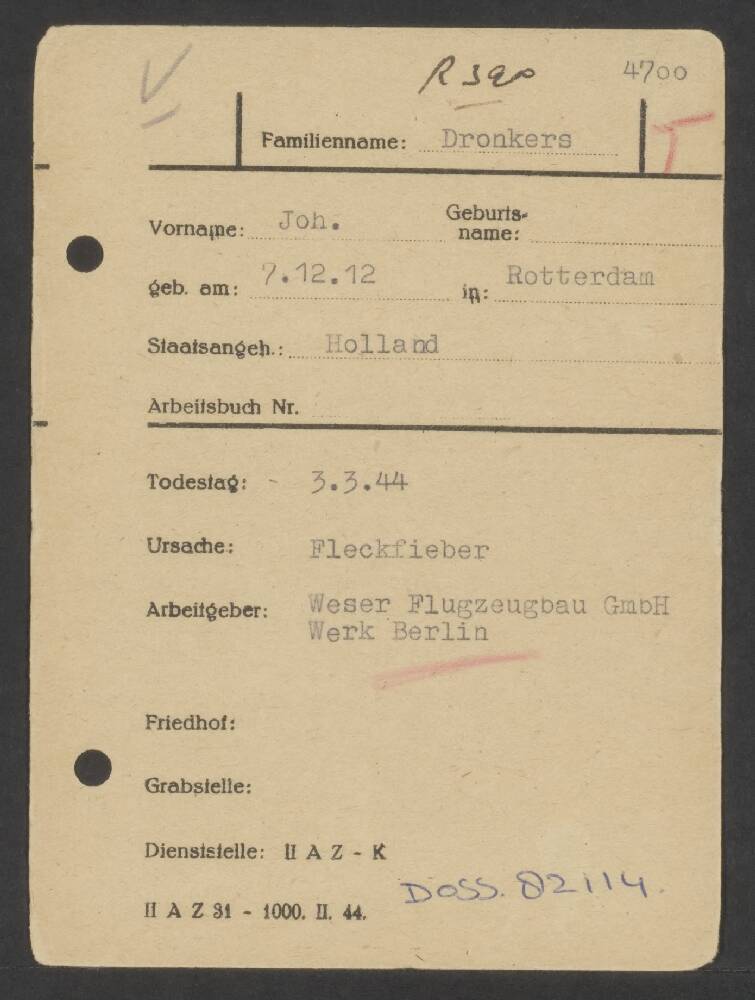 V
R 390
4700
Familienname: Dronkers
T
Vorname: Joh.
Geburts-
name:
geb. am: 7.12.12 in: Rotterdam
Staatsangeh.: Holland
Arbeitsbuch Nr.
Todestag: - 3.3.44
Ursache: Fleckfieber
Arbeitgeber: Weser Flugzeugbau GmbH
Werk Berlin
Friedhof:
Grabstelle:
Dienststelle: II A Z - K
DOSS. 82114.
II A Z 31 - 1000. II. 44.